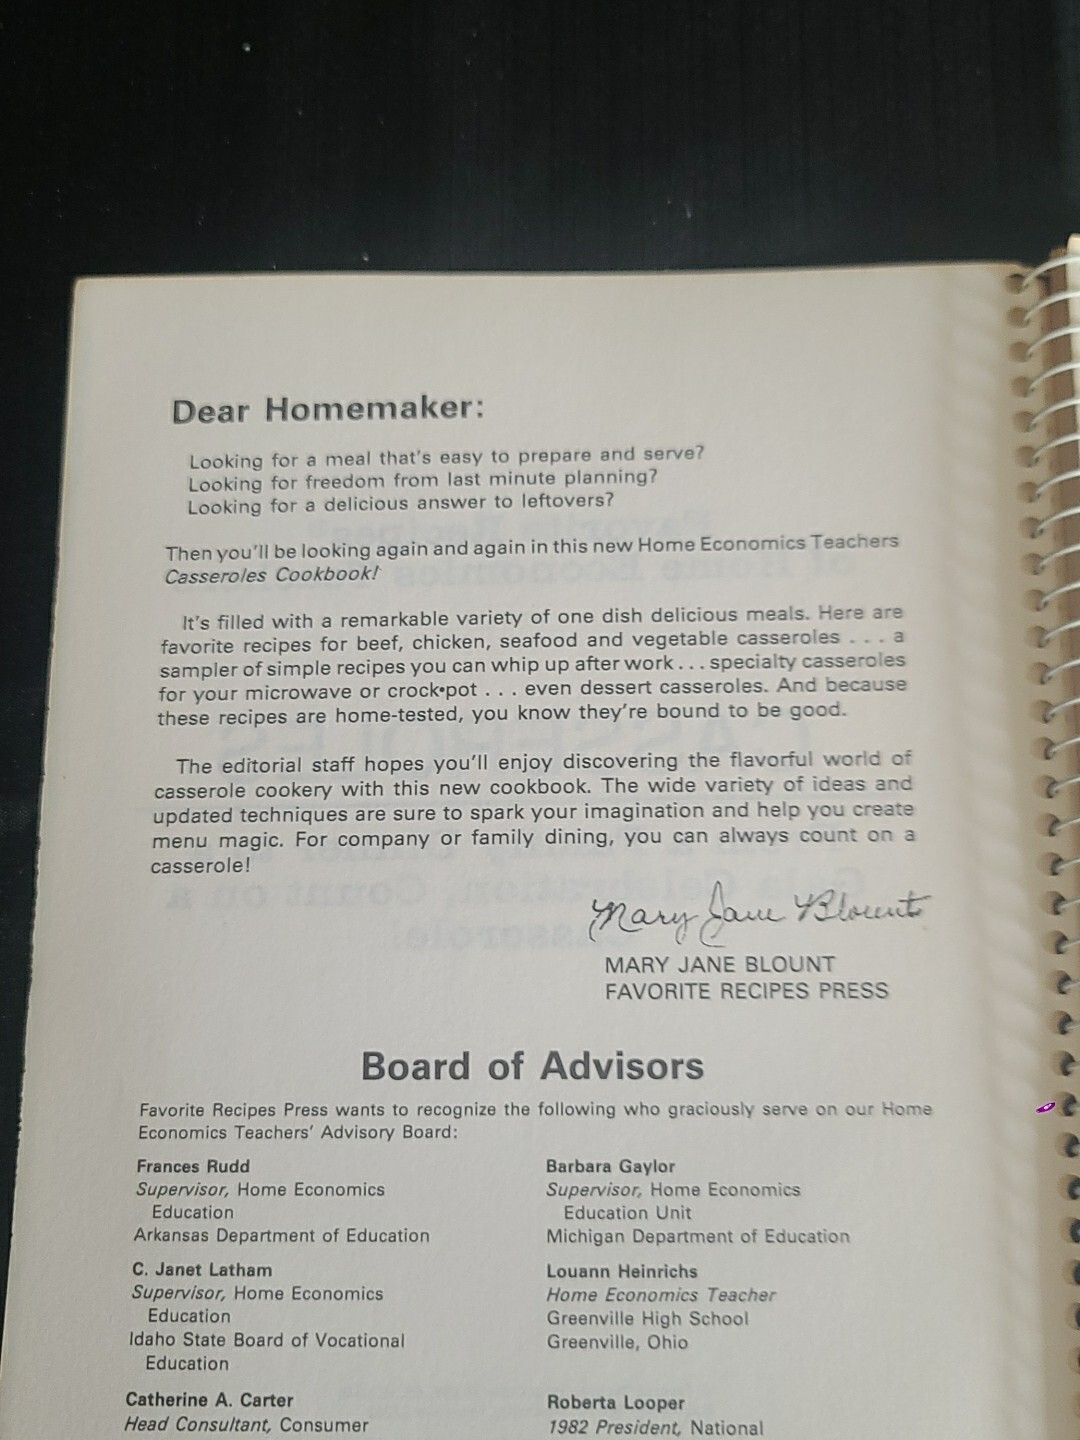 Dear Homemaker:
Looking for a meal that's easy to prepare and serve?
Looking for freedom from last minute planning?
Looking for a delicious answer to leftovers?
Then you'll be looking again and again in this new Home Economics Teachers
Casseroles Cookbook!
It's filled with a remarkable variety of one dish delicious meals. Here are
favorite recipes for beef, chicken, seafood and vegetable casseroles . . . a
sampler of simple recipes you can whip up after work . . . specialty casseroles
for your microwave or crock•pot . . . even dessert casseroles. And because
these recipes are home-tested, you know they're bound to be good.
The editorial staff hopes you'll enjoy discovering the flavorful world of
casserole cookery with this new cookbook. The wide variety of ideas and
updated techniques are sure to spark your imagination and help you create
menu magic. For company or family dining, you can always count on a
casserole!
Mary Jane Blount
MARY JANE BLOUNT
FAVORITE RECIPES PRESS
Board of Advisors
Favorite Recipes Press wants to recognize the following who graciously serve on our Home
Economics Teachers' Advisory Board:
Frances Rudd
Supervisor, Home Economics
Education
Arkansas Department of Education
C. Janet Latham
Supervisor, Home Economics
Education
Idaho State Board of Vocational
Education
Catherine A. Carter
Head Consultant, Consumer
Barbara Gaylor
Supervisor, Home Economics
Education Unit
Michigan Department of Education
Louann Heinrichs
Home Economics Teacher
Greenville High School
Greenville, Ohio
Roberta Looper
1982 President, National